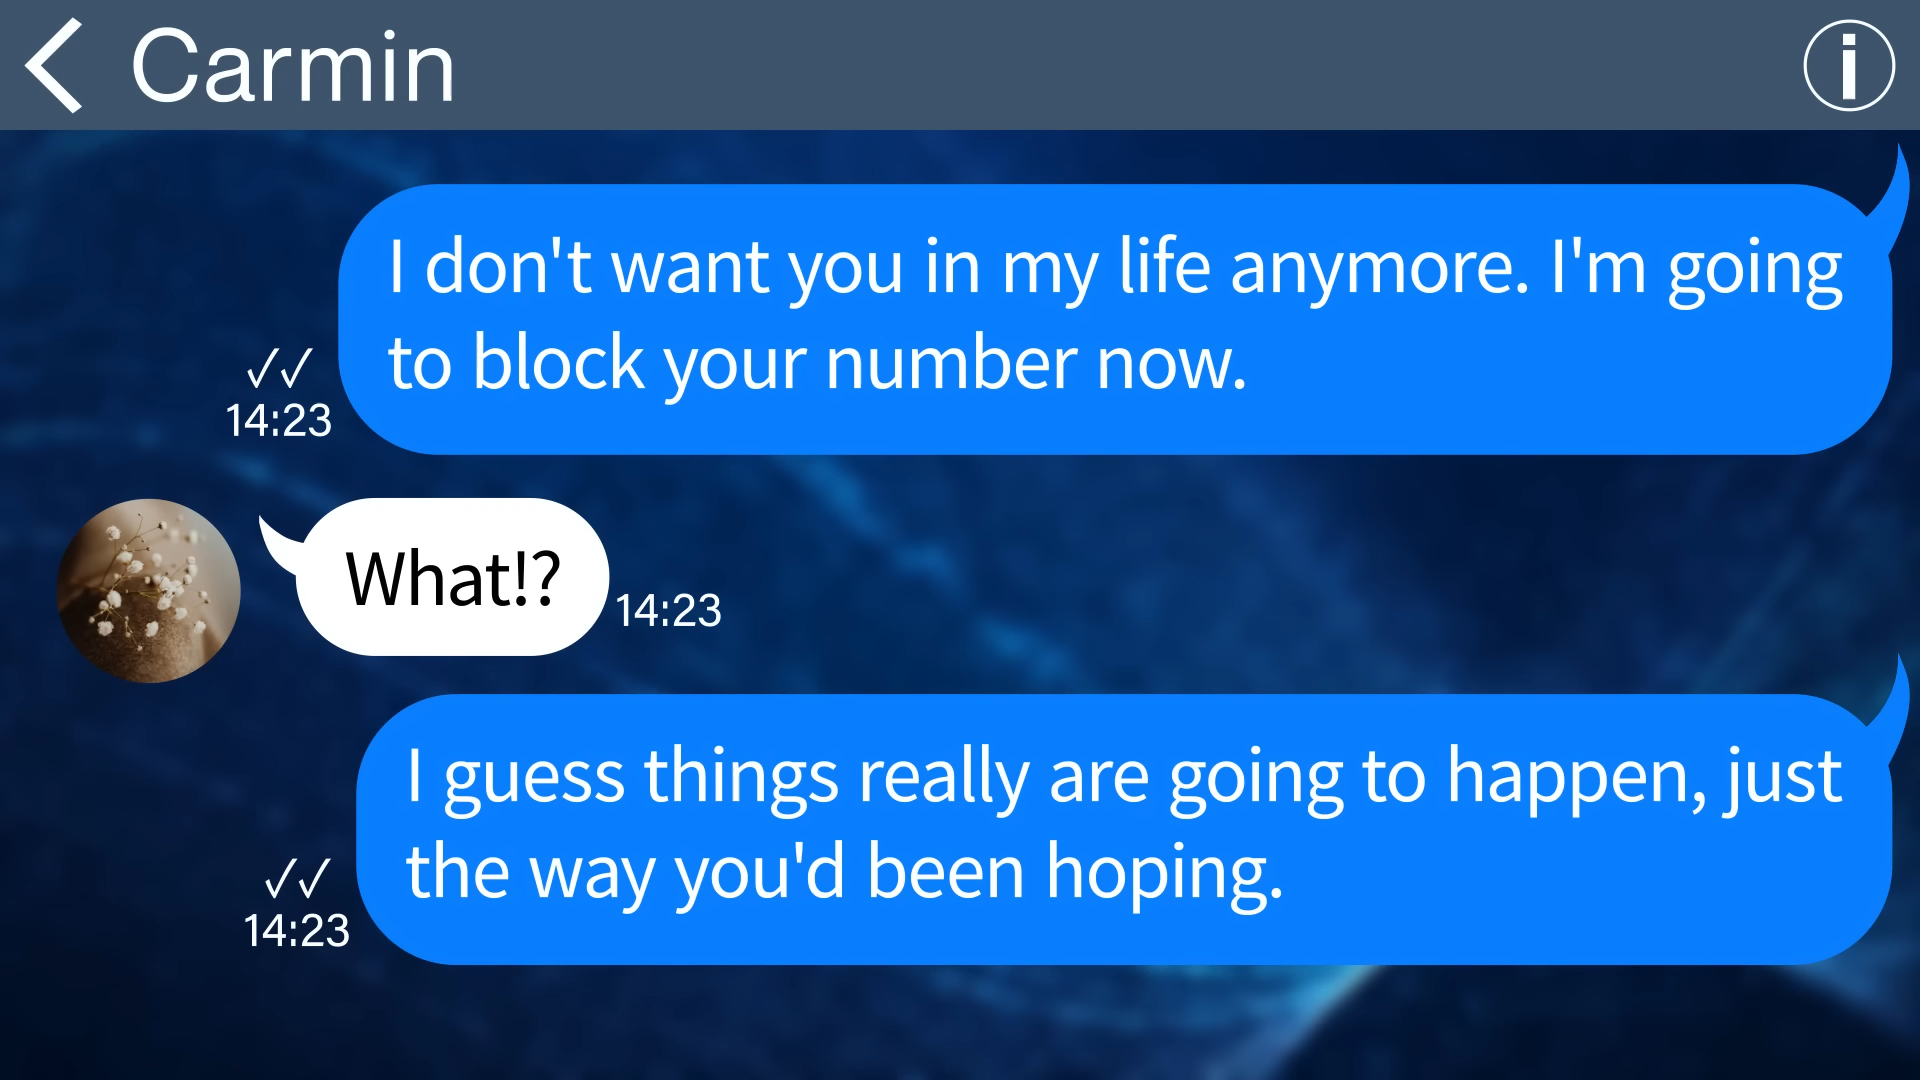 Carmin
I don't want you in my life anymore. I'm going
to block your number now.
✓✓
14:23
What!?
14:23
I guess things really are going to happen, just
the way you'd been hoping.
✓✓
14:23